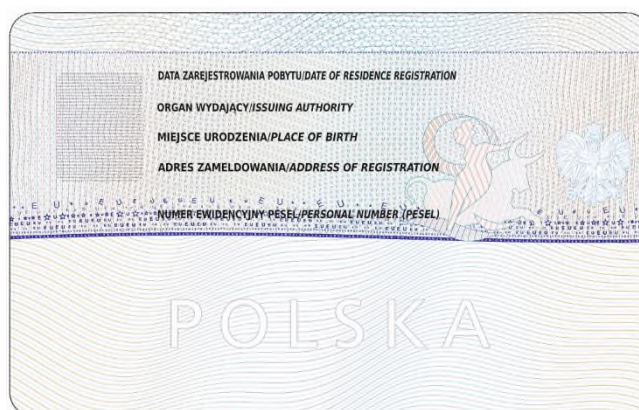 DATA ZAREJESTROWANIA POBYTU/DATE OF RESIDENCE REGISTRATION
ORGAN WYDAJĄCY/ISSUING AUTHORITY
MIEJSCE URODZENIA/PLACE OF BIRTH
ADRES ZAMELDOWANIA/ADDRESS OF REGISTRATION
NUMER EWIDENCYJNY PESEL/PERSONAL NUMBER (PESEL)
POLSKA